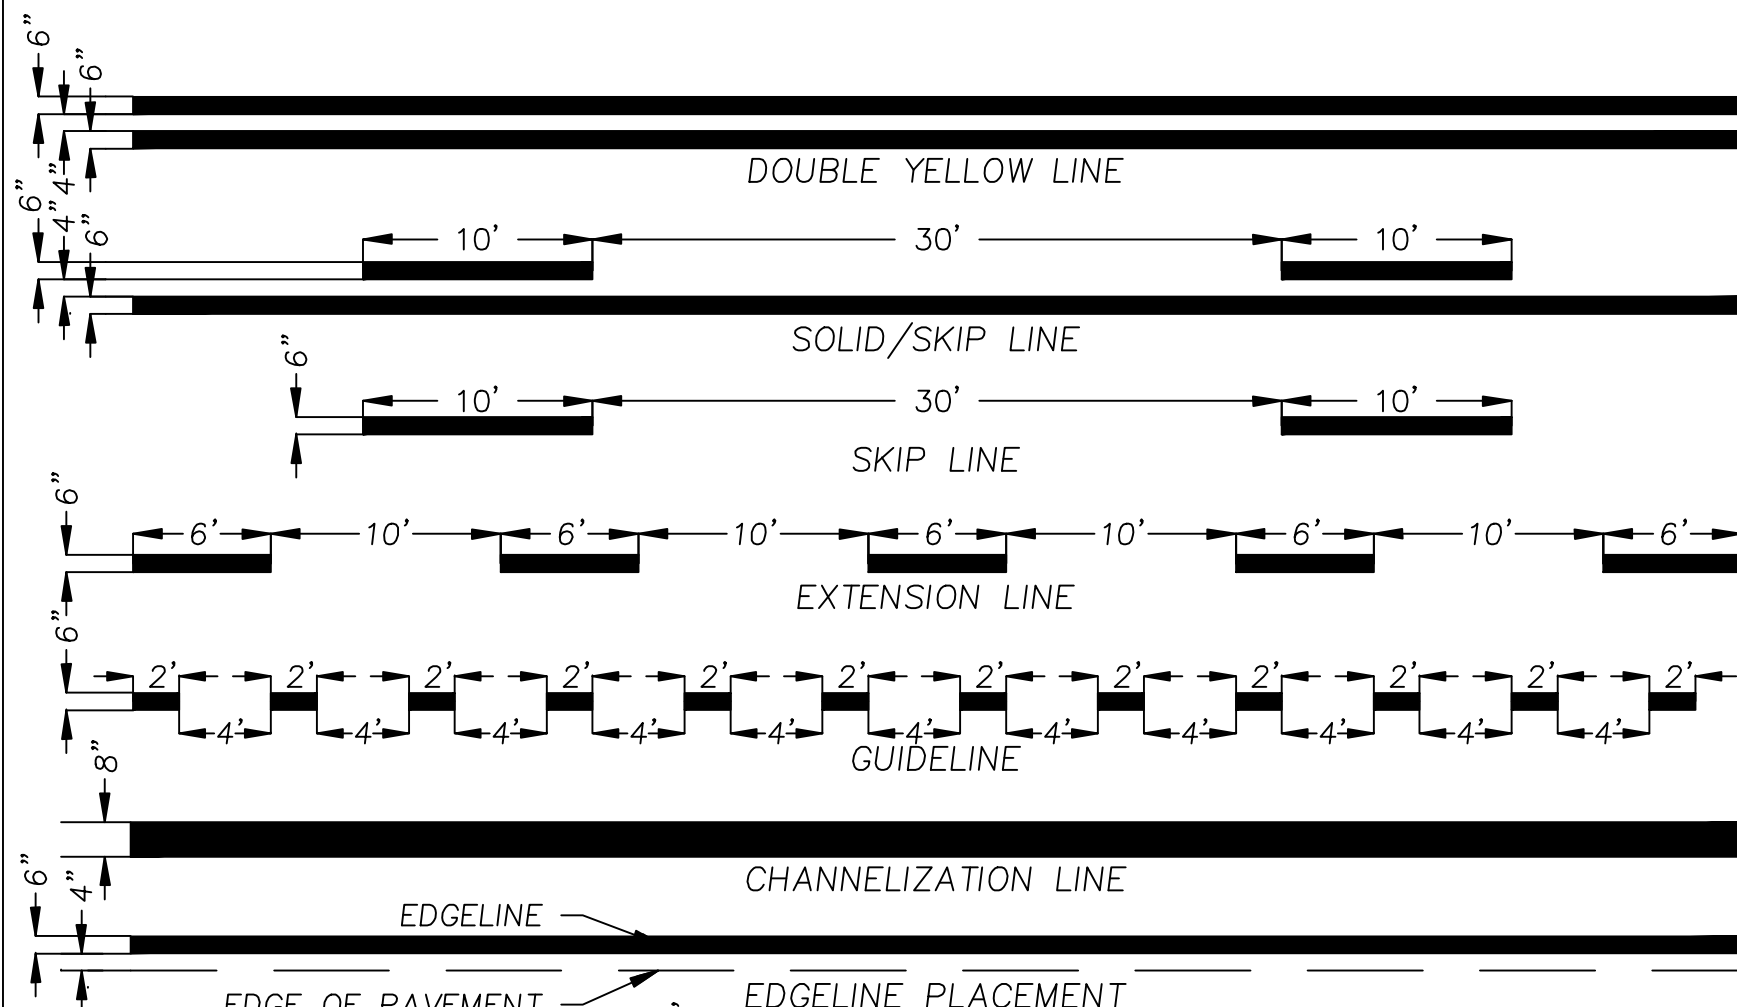 6"
6"
4"
DOUBLE YELLOW LINE
6"
4"
6"
10' 30' 10'
SOLID/SKIP LINE
6"
10' 30' 10'
SKIP LINE
6"
6' 10' 6' 10' 6' 10' 6' 10' 6'
EXTENSION LINE
6"
2' 2' 2' 2' 2' 2' 2' 2' 2' 2' 2' 2'
4' 4' 4' 4' 4' 4' 4' 4' 4' 4' 4'
GUIDELINE
8"
CHANNELIZATION LINE
6"
4"
EDGELINE
EDGE OF PAVEMENT
EDGELINE PLACEMENT